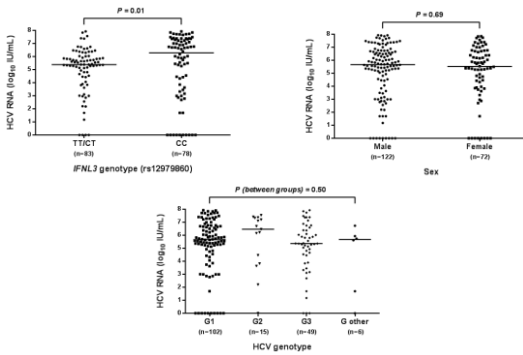 P = 0.01
HCV RNA (log10 IU/mL)
8
7
6
5
4
3
2
1
0
TT/CT
CC
(n=83)
(n=78)
IFNL3 genotype (rs12979860)
P = 0.69
HCV RNA (log10 IU/mL)
8
7
6
5
4
3
2
1
0
Male
Female
(n=122)
(n=72)
Sex
P (between groups) = 0.50
HCV RNA (log10 IU/mL)
8
7
6
5
4
3
2
1
0
G1
G2
G3
G other
(n=102)
(n=15)
(n=49)
(n=6)
HCV genotype